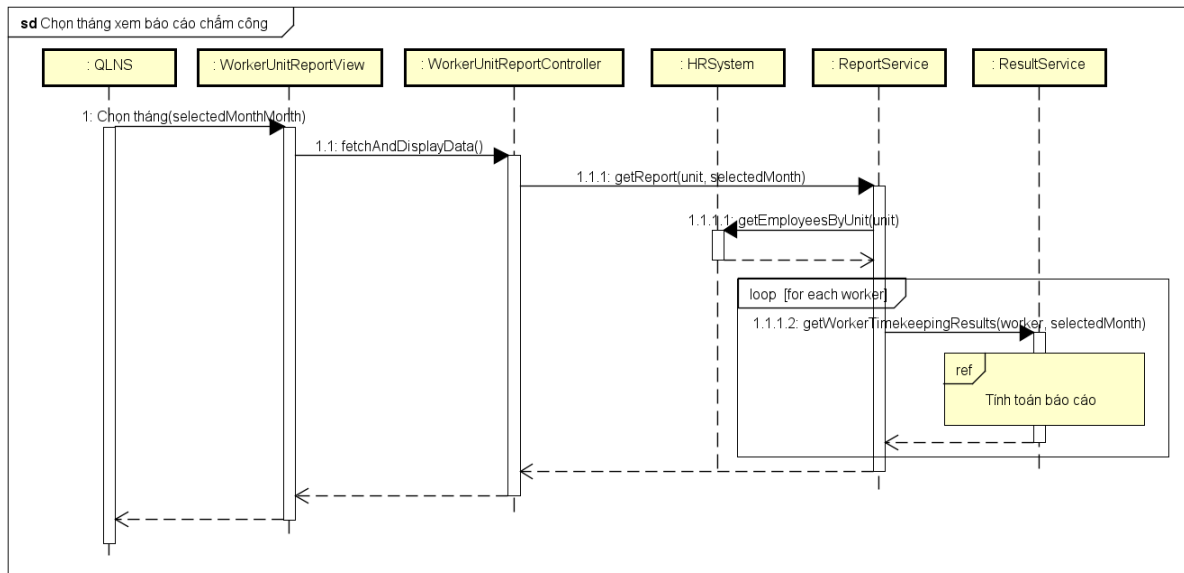 sd Chọn tháng xem báo cáo chấm công
: QLNS
: WorkerUnitReportView
: WorkerUnitReportController
: HRSystem
: ReportService
: ResultService
1: Chọn tháng(selectedMonthMonth)
1.1: fetchAndDisplayData()
1.1.1: getReport(unit, selectedMonth)
1.1.1.1: getEmployeesByUnit(unit)
loop [for each worker]
1.1.1.2: getWorkerTimekeepingResults(worker, selectedMonth)
ref
Tính toán báo cáo